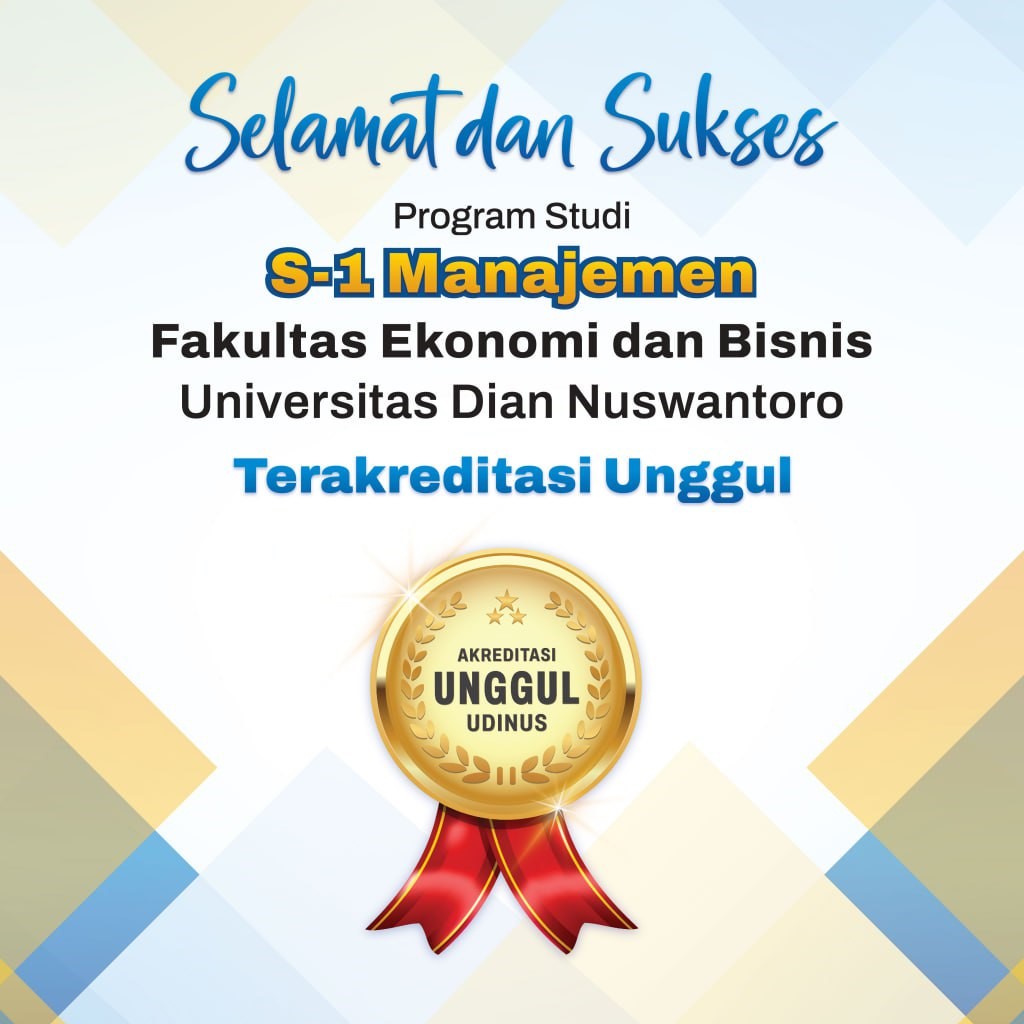 Selamat dan Sukses
Program Studi
S-1 Manajemen
Fakultas Ekonomi dan Bisnis
Universitas Dian Nuswantoro
Terakreditasi Unggul
AKREDITASI
UNGGUL
UDINUS